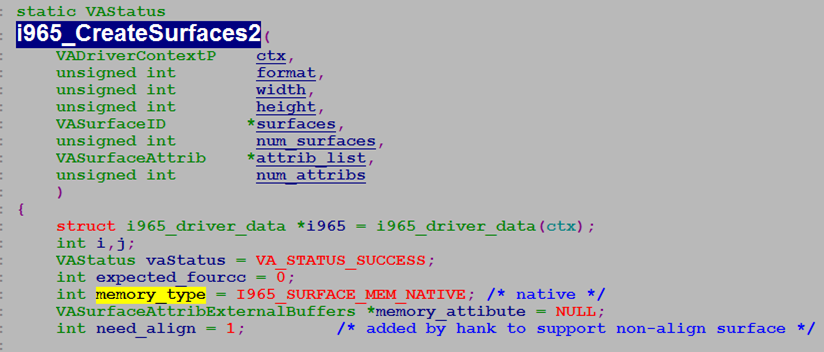 static VAStatus
i965_CreateSurfaces2(
VADriverContextP ctx,
unsigned int format,
unsigned int width,
unsigned int height,
VASurfaceID *surfaces,
unsigned int num_surfaces,
VASurfaceAttrib *attrib_list,
unsigned int num_attribs
)
{
struct i965_driver_data *i965 = i965_driver_data(ctx);
int i,j;
VAStatus vaStatus = VA_STATUS_SUCCESS;
int expected_fourcc = 0;
int memory_type = I965_SURFACE_MEM_NATIVE; /* native */
VASurfaceAttribExternalBuffers *memory_attibute = NULL;
int need_align = 1; /* added by hank to support non-align surface */